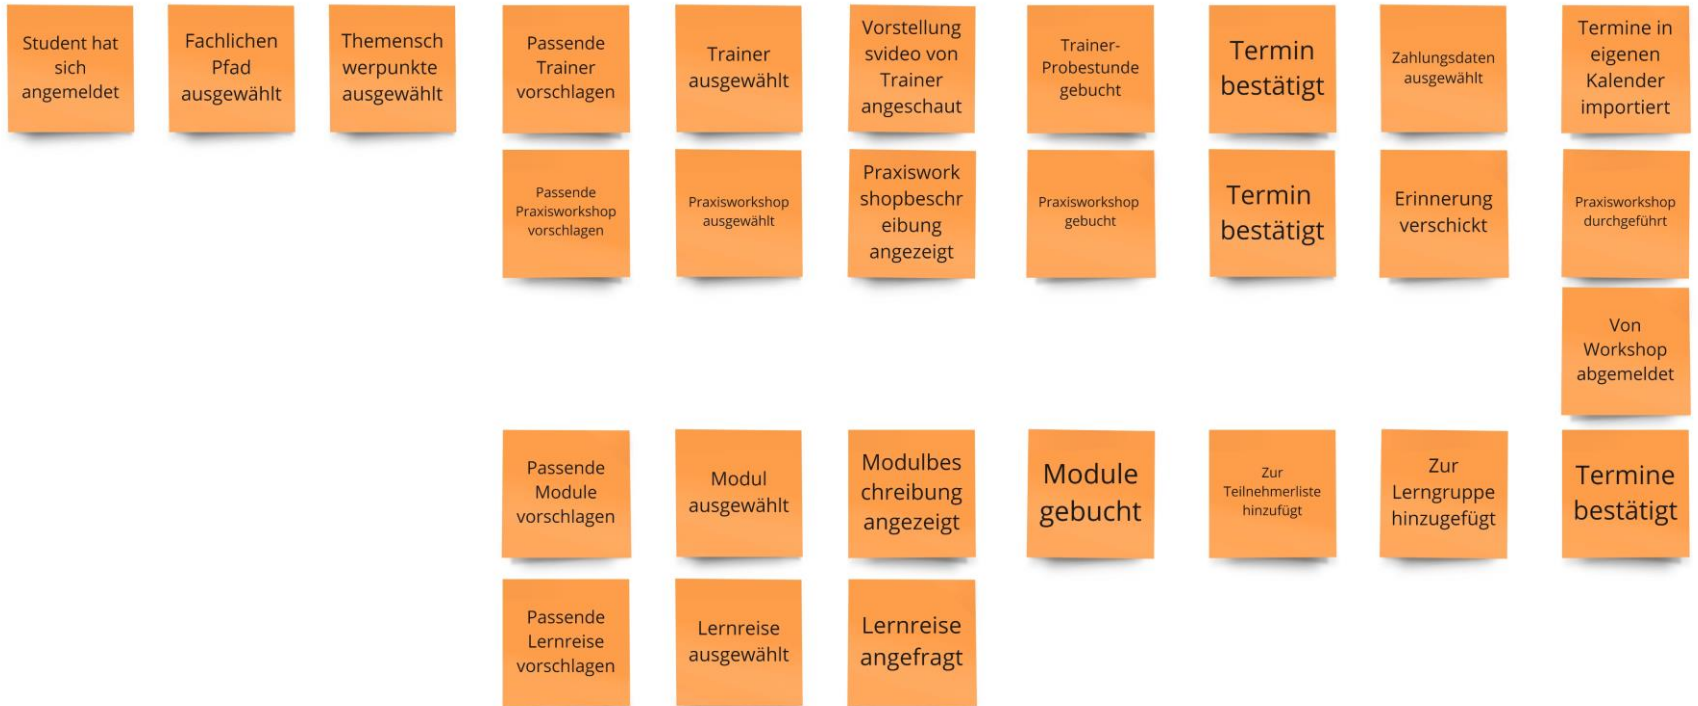 Student hat
sich
angemeldet
Fachlichen
Pfad
ausgewählt
Themensch
werpunkte
ausgewählt
Passende
Trainer
vorschlagen
Trainer
ausgewählt
Vorstellung
svideo von
Trainer
angeschaut
Trainer-
Probestunde
gebucht
Termin
bestätigt
Zahlungsdaten
ausgewählt
Termine in
eigenen
Kalender
importiert
Passende
Praxisworkshop
vorschlagen
Praxisworkshop
ausgewählt
Praxiswork
shopbeschr
eibung
angezeigt
Praxisworkshop
gebucht
Termin
bestätigt
Erinnerung
verschickt
Praxisworkshop
durchgeführt
Von
Workshop
abgemeldet
Passende
Module
vorschlagen
Modul
ausgewählt
Modulbes
chreibung
angezeigt
Module
gebucht
Zur
Teilnehmerliste
hinzufügt
Zur
Lerngruppe
hinzugefügt
Termine
bestätigt
Passende
Lernreise
vorschlagen
Lernreise
ausgewählt
Lernreise
angefragt